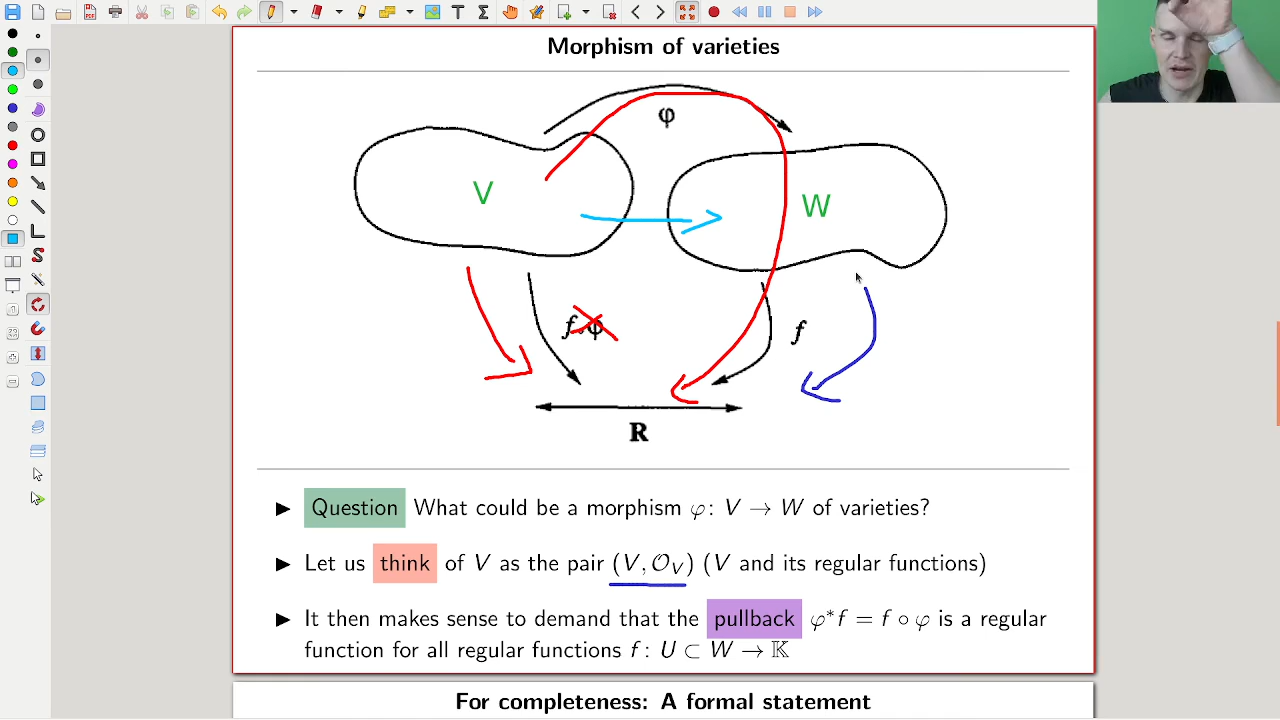 Morphism of varieties
φ
V
W
f∘φ
f
R
▶ Question What could be a morphism φ: V → W of varieties?
▶ Let us think of V as the pair (V, 𝒪_V) (V and its regular functions)
▶ It then makes sense to demand that the pullback φ*f = f ∘ φ is a regular
function for all regular functions f: U ⊂ W → 𝕂
For completeness: A formal statement